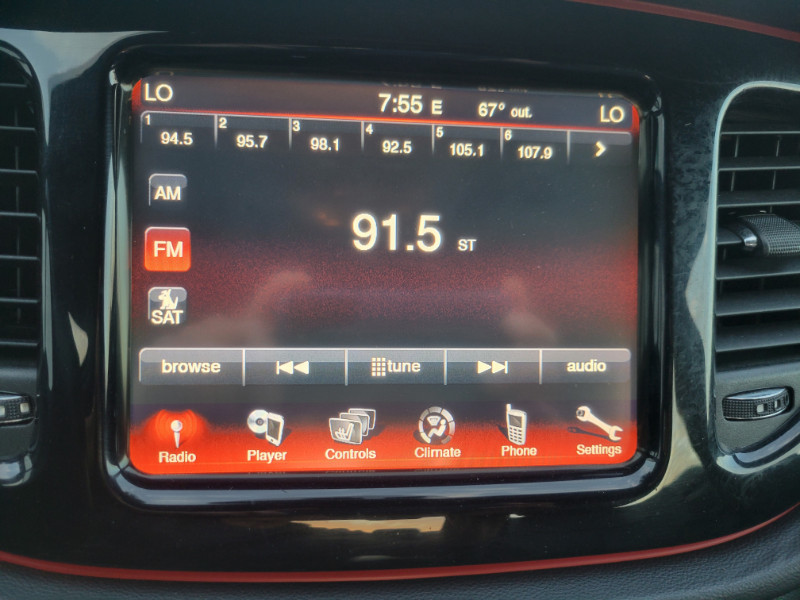 LO 7:55 E 67° out. LO
1 94.5 2 95.7 3 98.1 4 92.5 5 105.1 6 107.9
AM
91.5 ST
FM
SAT
browse tune audio
Radio Player Controls Climate Phone Settings